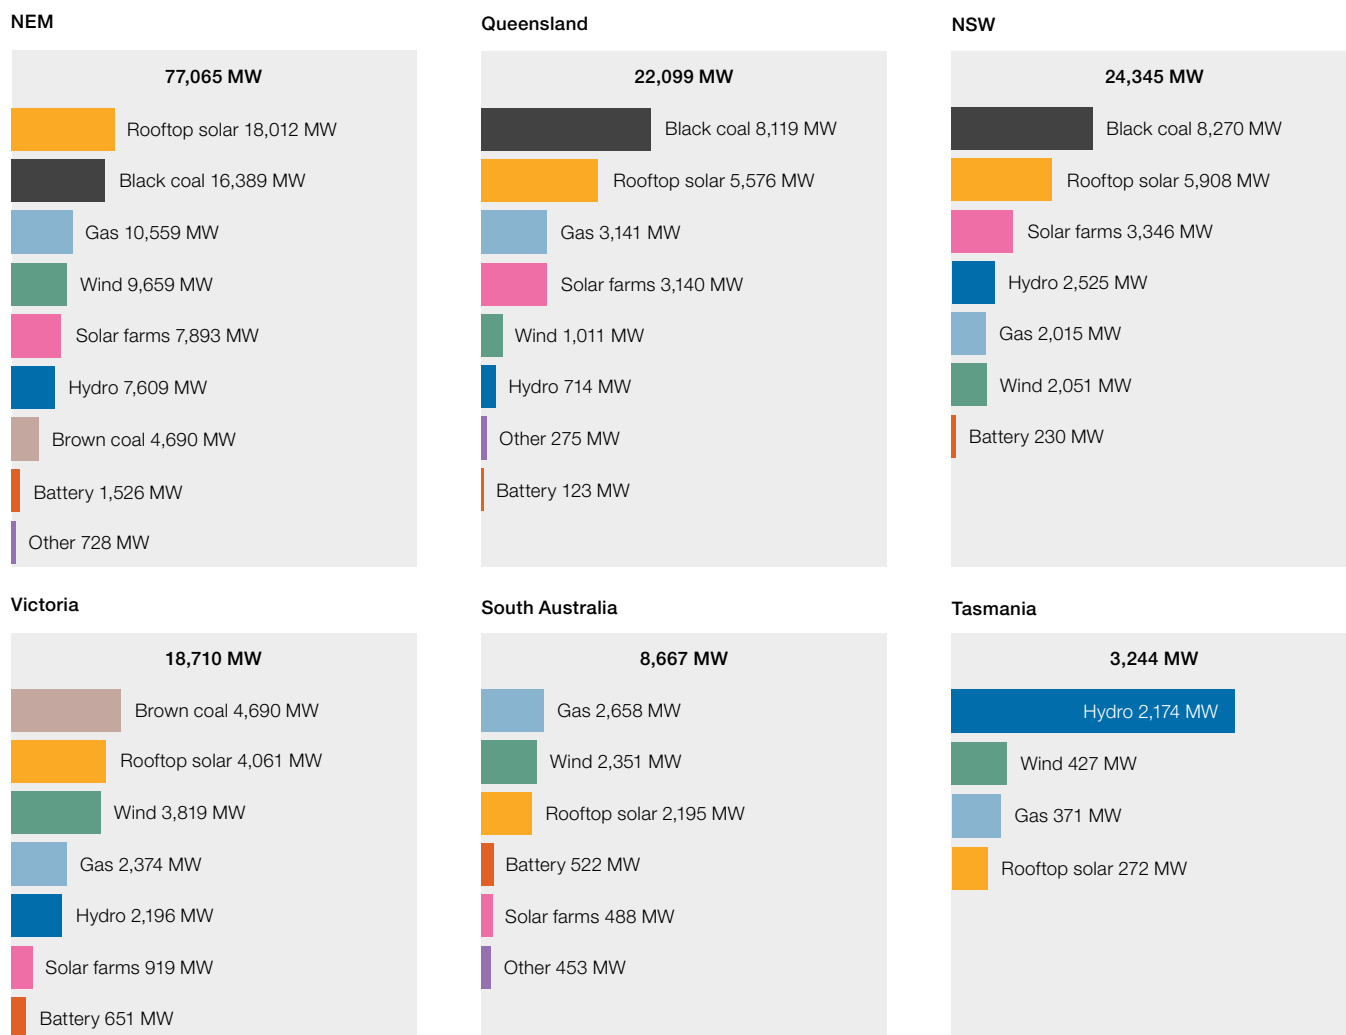 NEM
77,065 MW
Rooftop solar 18,012 MW
Black coal 16,389 MW
Gas 10,559 MW
Wind 9,659 MW
Solar farms 7,893 MW
Hydro 7,609 MW
Brown coal 4,690 MW
Battery 1,526 MW
Other 728 MW
Queensland
22,099 MW
Black coal 8,119 MW
Rooftop solar 5,576 MW
Gas 3,141 MW
Solar farms 3,140 MW
Wind 1,011 MW
Hydro 714 MW
Other 275 MW
Battery 123 MW
NSW
24,345 MW
Black coal 8,270 MW
Rooftop solar 5,908 MW
Solar farms 3,346 MW
Hydro 2,525 MW
Gas 2,015 MW
Wind 2,051 MW
Battery 230 MW
Victoria
18,710 MW
Brown coal 4,690 MW
Rooftop solar 4,061 MW
Wind 3,819 MW
Gas 2,374 MW
Hydro 2,196 MW
Solar farms 919 MW
Battery 651 MW
South Australia
8,667 MW
Gas 2,658 MW
Wind 2,351 MW
Rooftop solar 2,195 MW
Battery 522 MW
Solar farms 488 MW
Other 453 MW
Tasmania
3,244 MW
Hydro 2,174 MW
Wind 427 MW
Gas 371 MW
Rooftop solar 272 MW